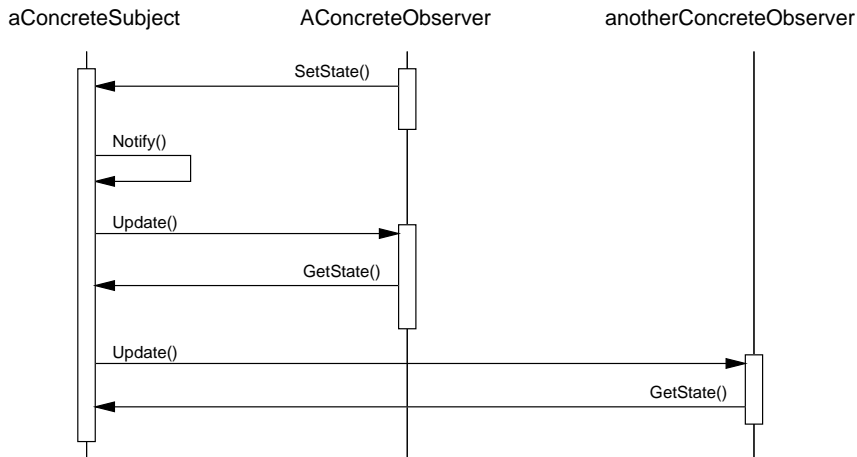 aConcreteSubject
AConcreteObserver
anotherConcreteObserver
SetState()
Notify()
Update()
GetState()
Update()
GetState()